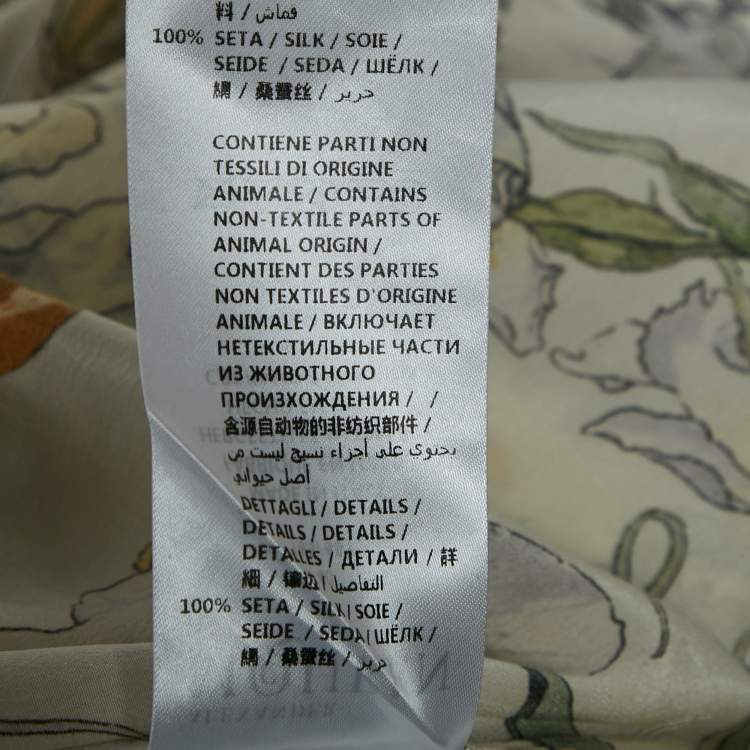 料 / قماش
100% SETA / SILK / SOIE /
SEIDE / SEDA / ШЁЛК /
綢 / 桑蚕丝 / حرير
CONTIENE PARTI NON
TESSILI DI ORIGINE
ANIMALE / CONTAINS
NON-TEXTILE PARTS OF
ANIMAL ORIGIN /
CONTIENT DES PARTIES
NON TEXTILES D'ORIGINE
ANIMALE / ВКЛЮЧАЕТ
НЕТЕКСТИЛЬНЫЕ ЧАСТИ
ИЗ ЖИВОТНОГО
ПРОИЗХОЖДЕНИЯ / /
含源自动物的非纺织部件 /
يحتوي على أجزاء نسيج ليست من
أصل حيواني
DETTAGLI / DETAILS /
DETAILS / DETAILS /
DETALLES / ДЕТАЛИ / 詳
細 / 镶边 / التفاصيل
100% SETA / SILK / SOIE /
SEIDE / SEDA / ШЁЛК /
綢 / 桑蚕丝 / حرير